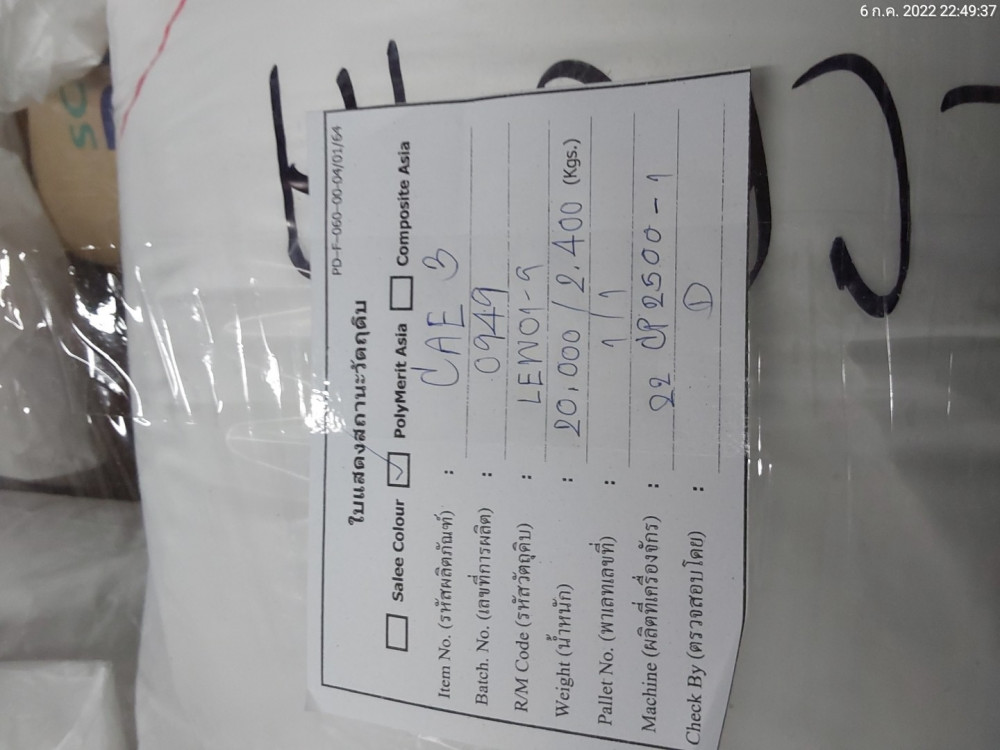 6 ก.ค. 2022 22:49:37
PD-F-060-00-04/01/64
ใบแสดงสถานะวัตถุดิบ
Salee Colour PolyMerit Asia Composite Asia
Item No. (รหัสผลิตภัณฑ์) : CAE 3
Batch. No. (เลขที่การผลิต) : 0949
R/M Code (รหัสวัตถุดิบ) : LEW01-9
Weight (น้ำหนัก) : 20,000 / 2.400 (Kgs.)
Pallet No. (พาเลทเลขที่) : 1 / 1
Machine (ผลิตที่เครื่องจักร) : 22 CP 2500 - 1
Check By (ตรวจสอบโดย) :